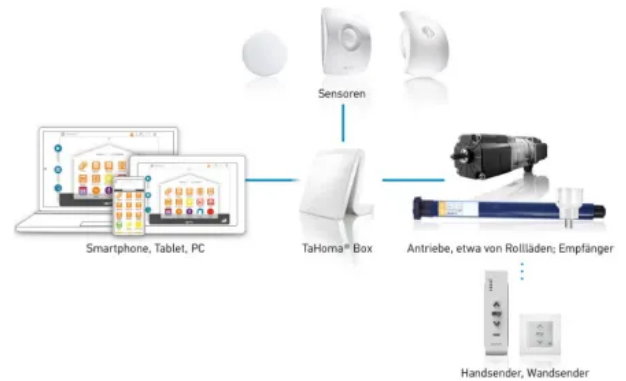 Sensoren
Smartphone, Tablet, PC
TaHoma® Box
Antriebe, etwa von Rollläden; Empfänger
Handsender, Wandsender